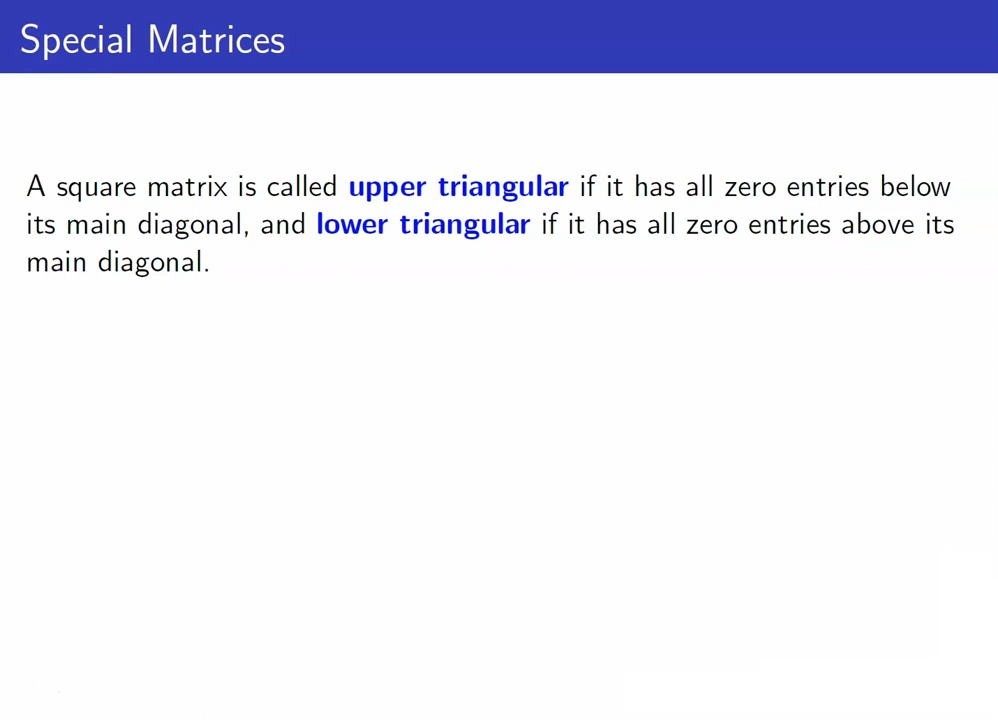 Special Matrices
A square matrix is called upper triangular if it has all zero entries below
its main diagonal, and lower triangular if it has all zero entries above its
main diagonal.